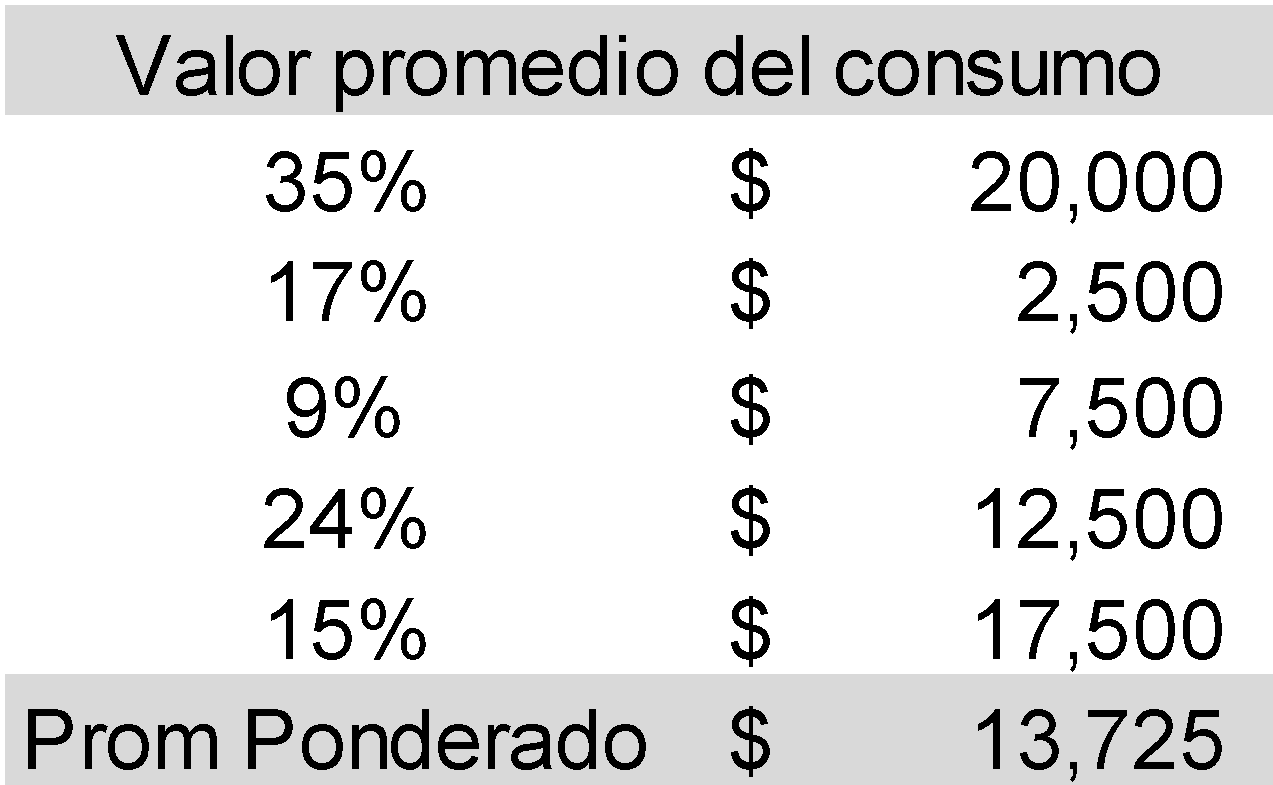 Valor promedio del consumo
35% $ 20,000
17% $ 2,500
9% $ 7,500
24% $ 12,500
15% $ 17,500
Prom Ponderado $ 13,725